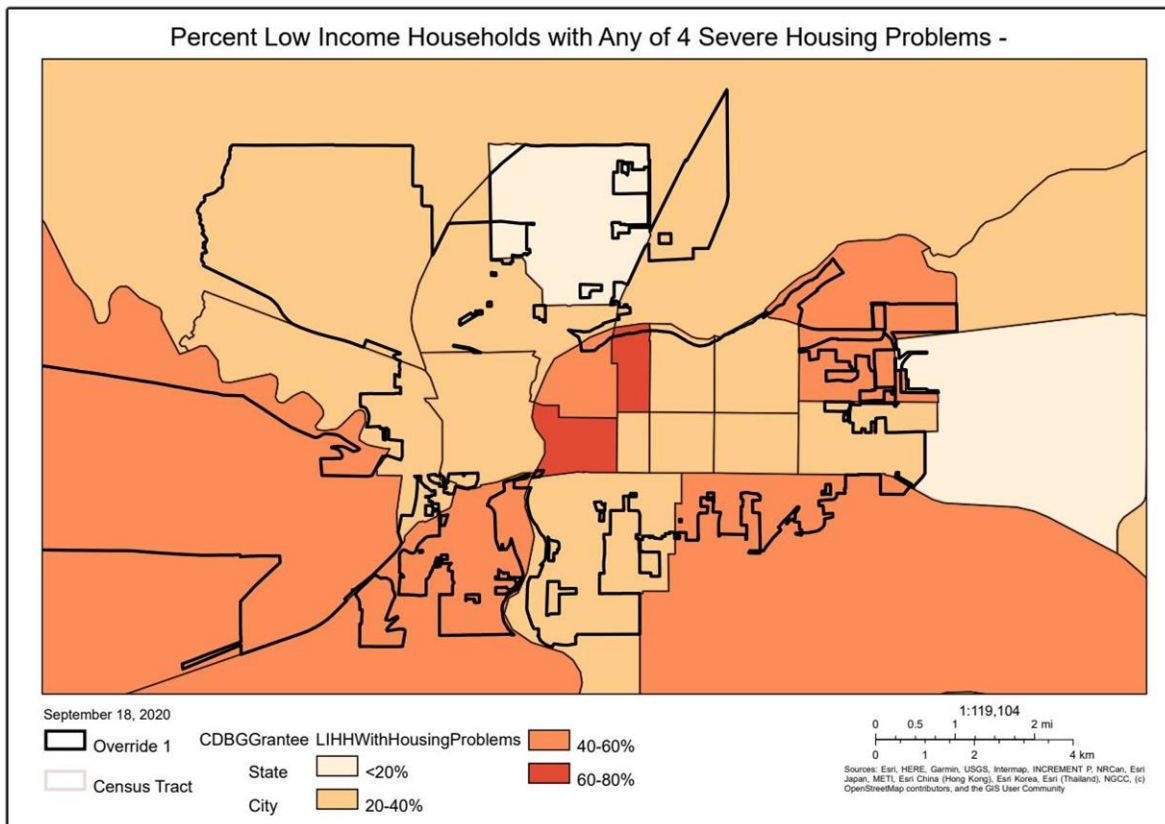 Percent Low Income Households with Any of 4 Severe Housing Problems -
September 18, 2020
Override 1
Census Tract
CDBGGrantee
State
City
LIHHWithHousingProblems
<20%
20-40%
40-60%
60-80%
1:119,104
0 0.5 1 2 mi
0 1 2 4 km
Sources: Esri, HERE, Garmin, USGS, Intermap, INCREMENT P, NRCan, Esri
Japan, METI, Esri China (Hong Kong), Esri Korea, Esri (Thailand), NGCC, (c)
OpenStreetMap contributors, and the GIS User Community